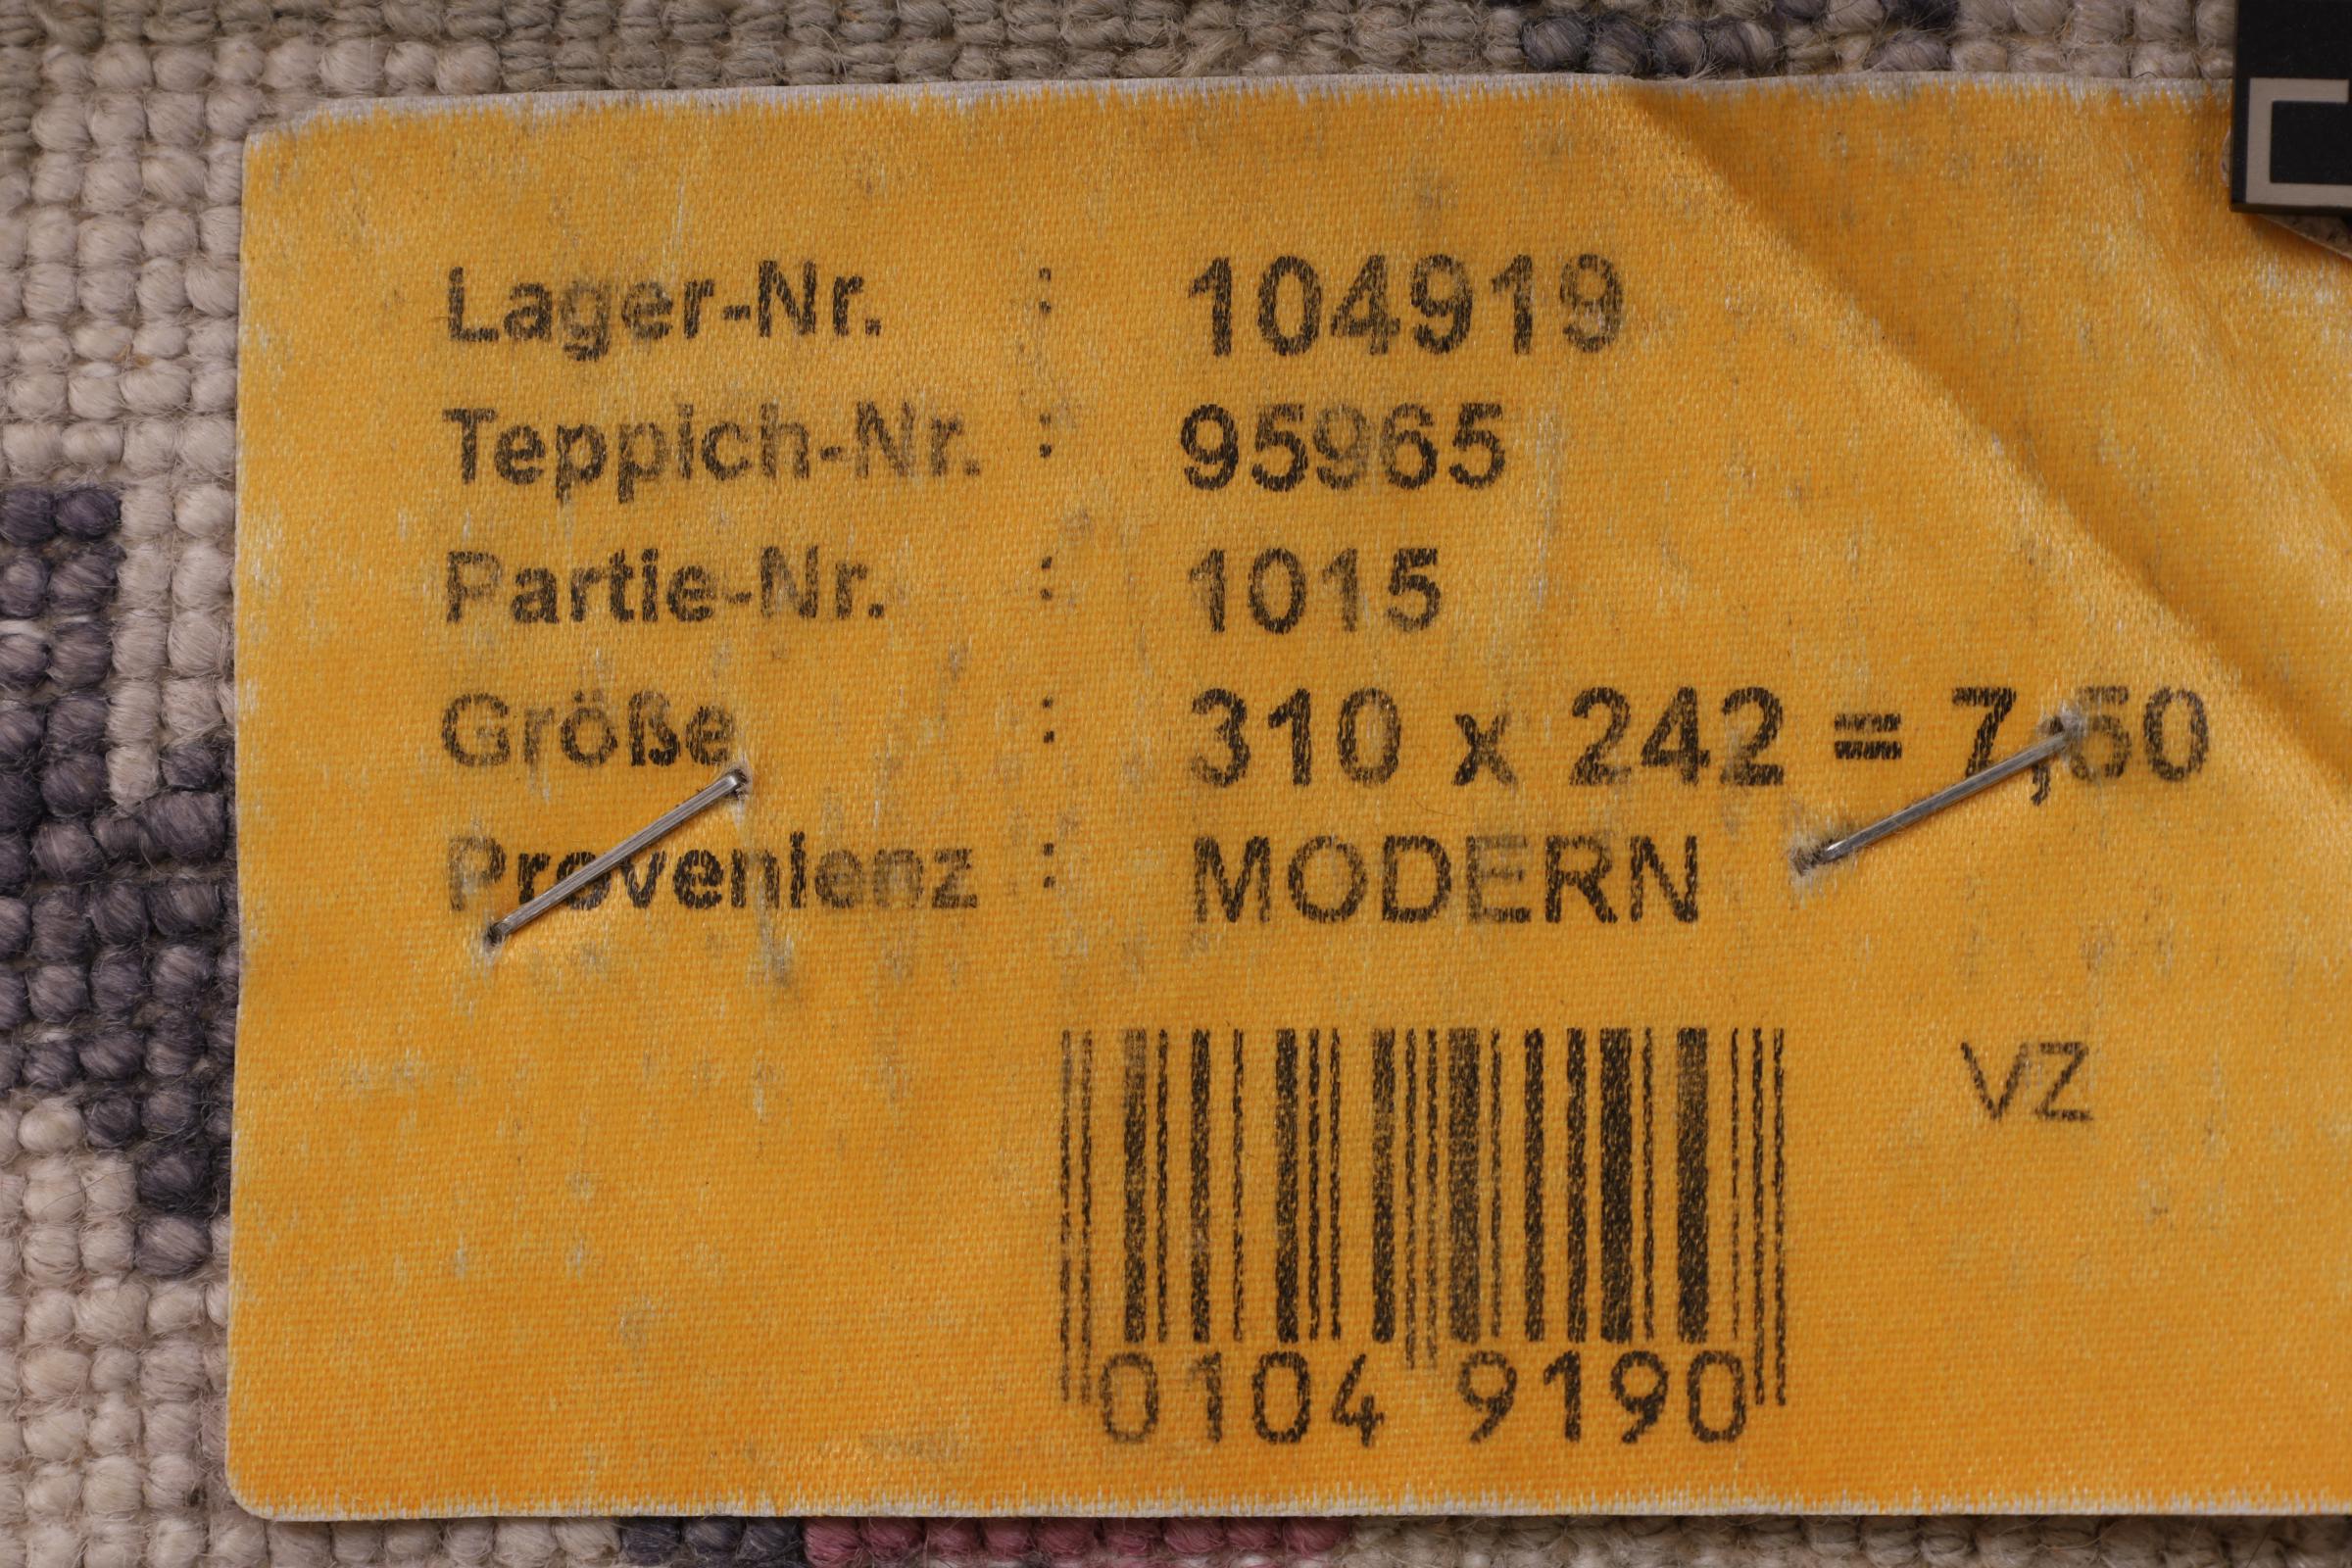 Lager-Nr. : 104919
Teppich-Nr. : 95965
Partie-Nr. : 1015
Größe : 310 x 242 = 7,50
Provenienz : MODERN
VZ
0104 9190